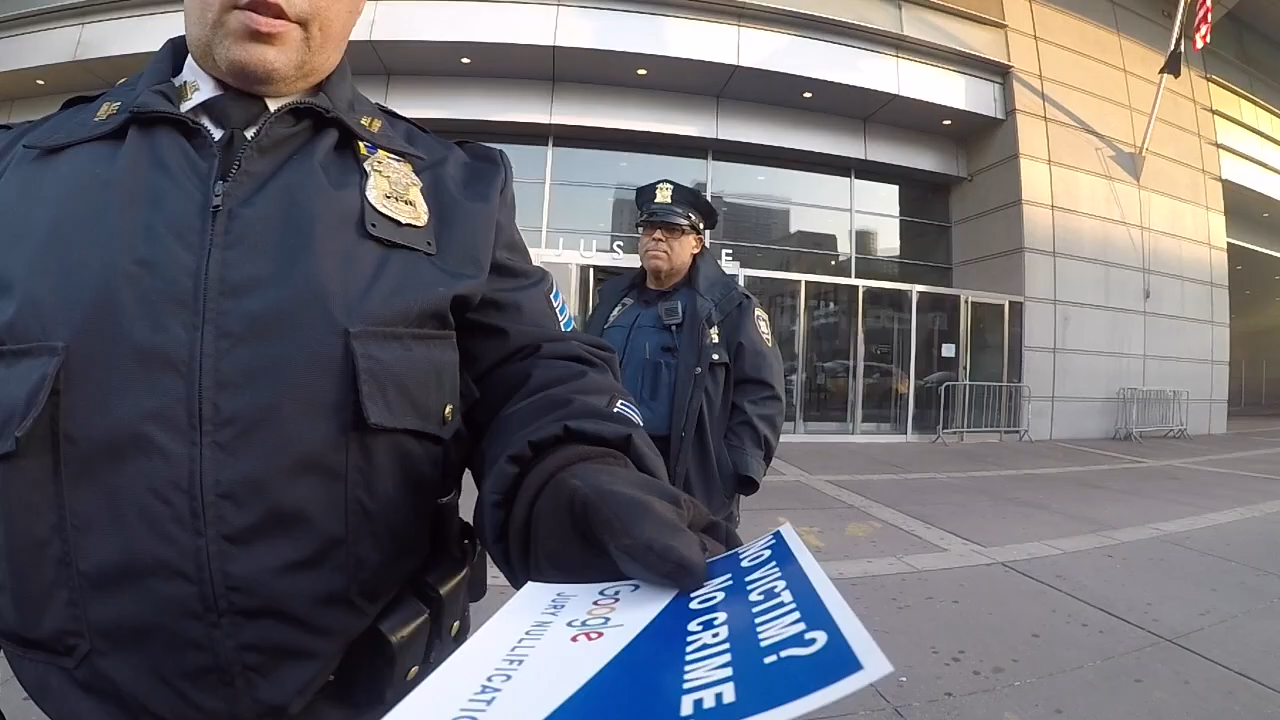 JUS E
NO VICTIM?
NO CRIME.
Google
JURY NULLIFICATIO